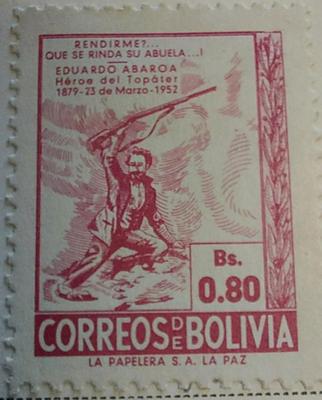 RENDIRME?...
QUE SE RINDA SU ABUELA...!
EDUARDO ABAROA
Héroe del Topáter
1879-23 de Marzo-1952
Bs.
0.80
CORREOS DE BOLIVIA
LA PAPELERA S. A. LA PAZ